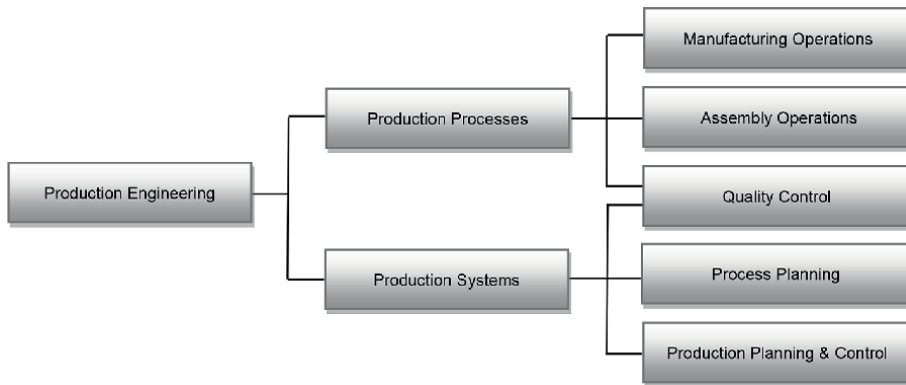 Manufacturing Operations
Production Processes
Assembly Operations
Production Engineering
Quality Control
Production Systems
Process Planning
Production Planning & Control